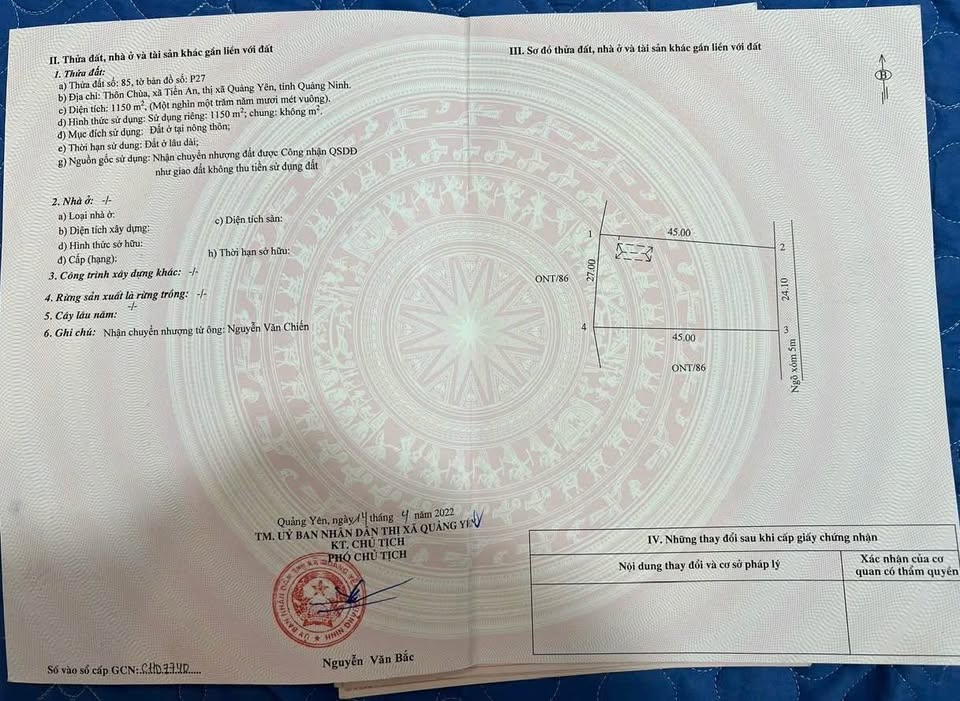 II. Thửa đất, nhà ở và tài sản khác gắn liền với đất
1. Thửa đất:
a) Thửa đất số: 85, tờ bản đồ số: P27
b) Địa chỉ: Thôn Chùa, xã Tiền An, thị xã Quảng Yên, tỉnh Quảng Ninh.
c) Diện tích: 1150 m², (Một nghìn một trăm năm mươi mét vuông).
d) Hình thức sử dụng: Sử dụng riêng: 1150 m²; chung: không m².
đ) Mục đích sử dụng: Đất ở tại nông thôn;
e) Thời hạn sử dung: Đất ở lâu dài;
g) Nguồn gốc sử dụng: Nhận chuyển nhượng đất được Công nhận QSDĐ
như giao đất không thu tiền sử dụng đất
2. Nhà ở: -/-
a) Loại nhà ở:
b) Diện tích xây dựng:
c) Diện tích sàn:
d) Hình thức sở hữu:
đ) Cấp (hạng):
h) Thời hạn sở hữu:
3. Công trình xây dựng khác: -/-
4. Rừng sản xuất là rừng trồng: -/-
5. Cây lâu năm: -/-
6. Ghi chú: Nhận chuyển nhượng từ ông: Nguyễn Văn Chiến
Quảng Yên, ngày 14 tháng 4 năm 2022
TM. UỶ BAN NHÂN DÂN THỊ XÃ QUẢNG YÊN
KT. CHỦ TỊCH
PHÓ CHỦ TỊCH
Nguyễn Văn Bắc
Số vào sổ cấp GCN:
III. Sơ đồ thửa đất, nhà ở và tài sản khác gắn liền với đất
B
1
45.00
2
27.00
ONT/86
24.10
4
45.00
3
ONT/86
Ngõ xóm 5m
IV. Những thay đổi sau khi cấp giấy chứng nhận
Nội dung thay đổi và cơ sở pháp lý
Xác nhận của cơ
quan có thẩm quyền